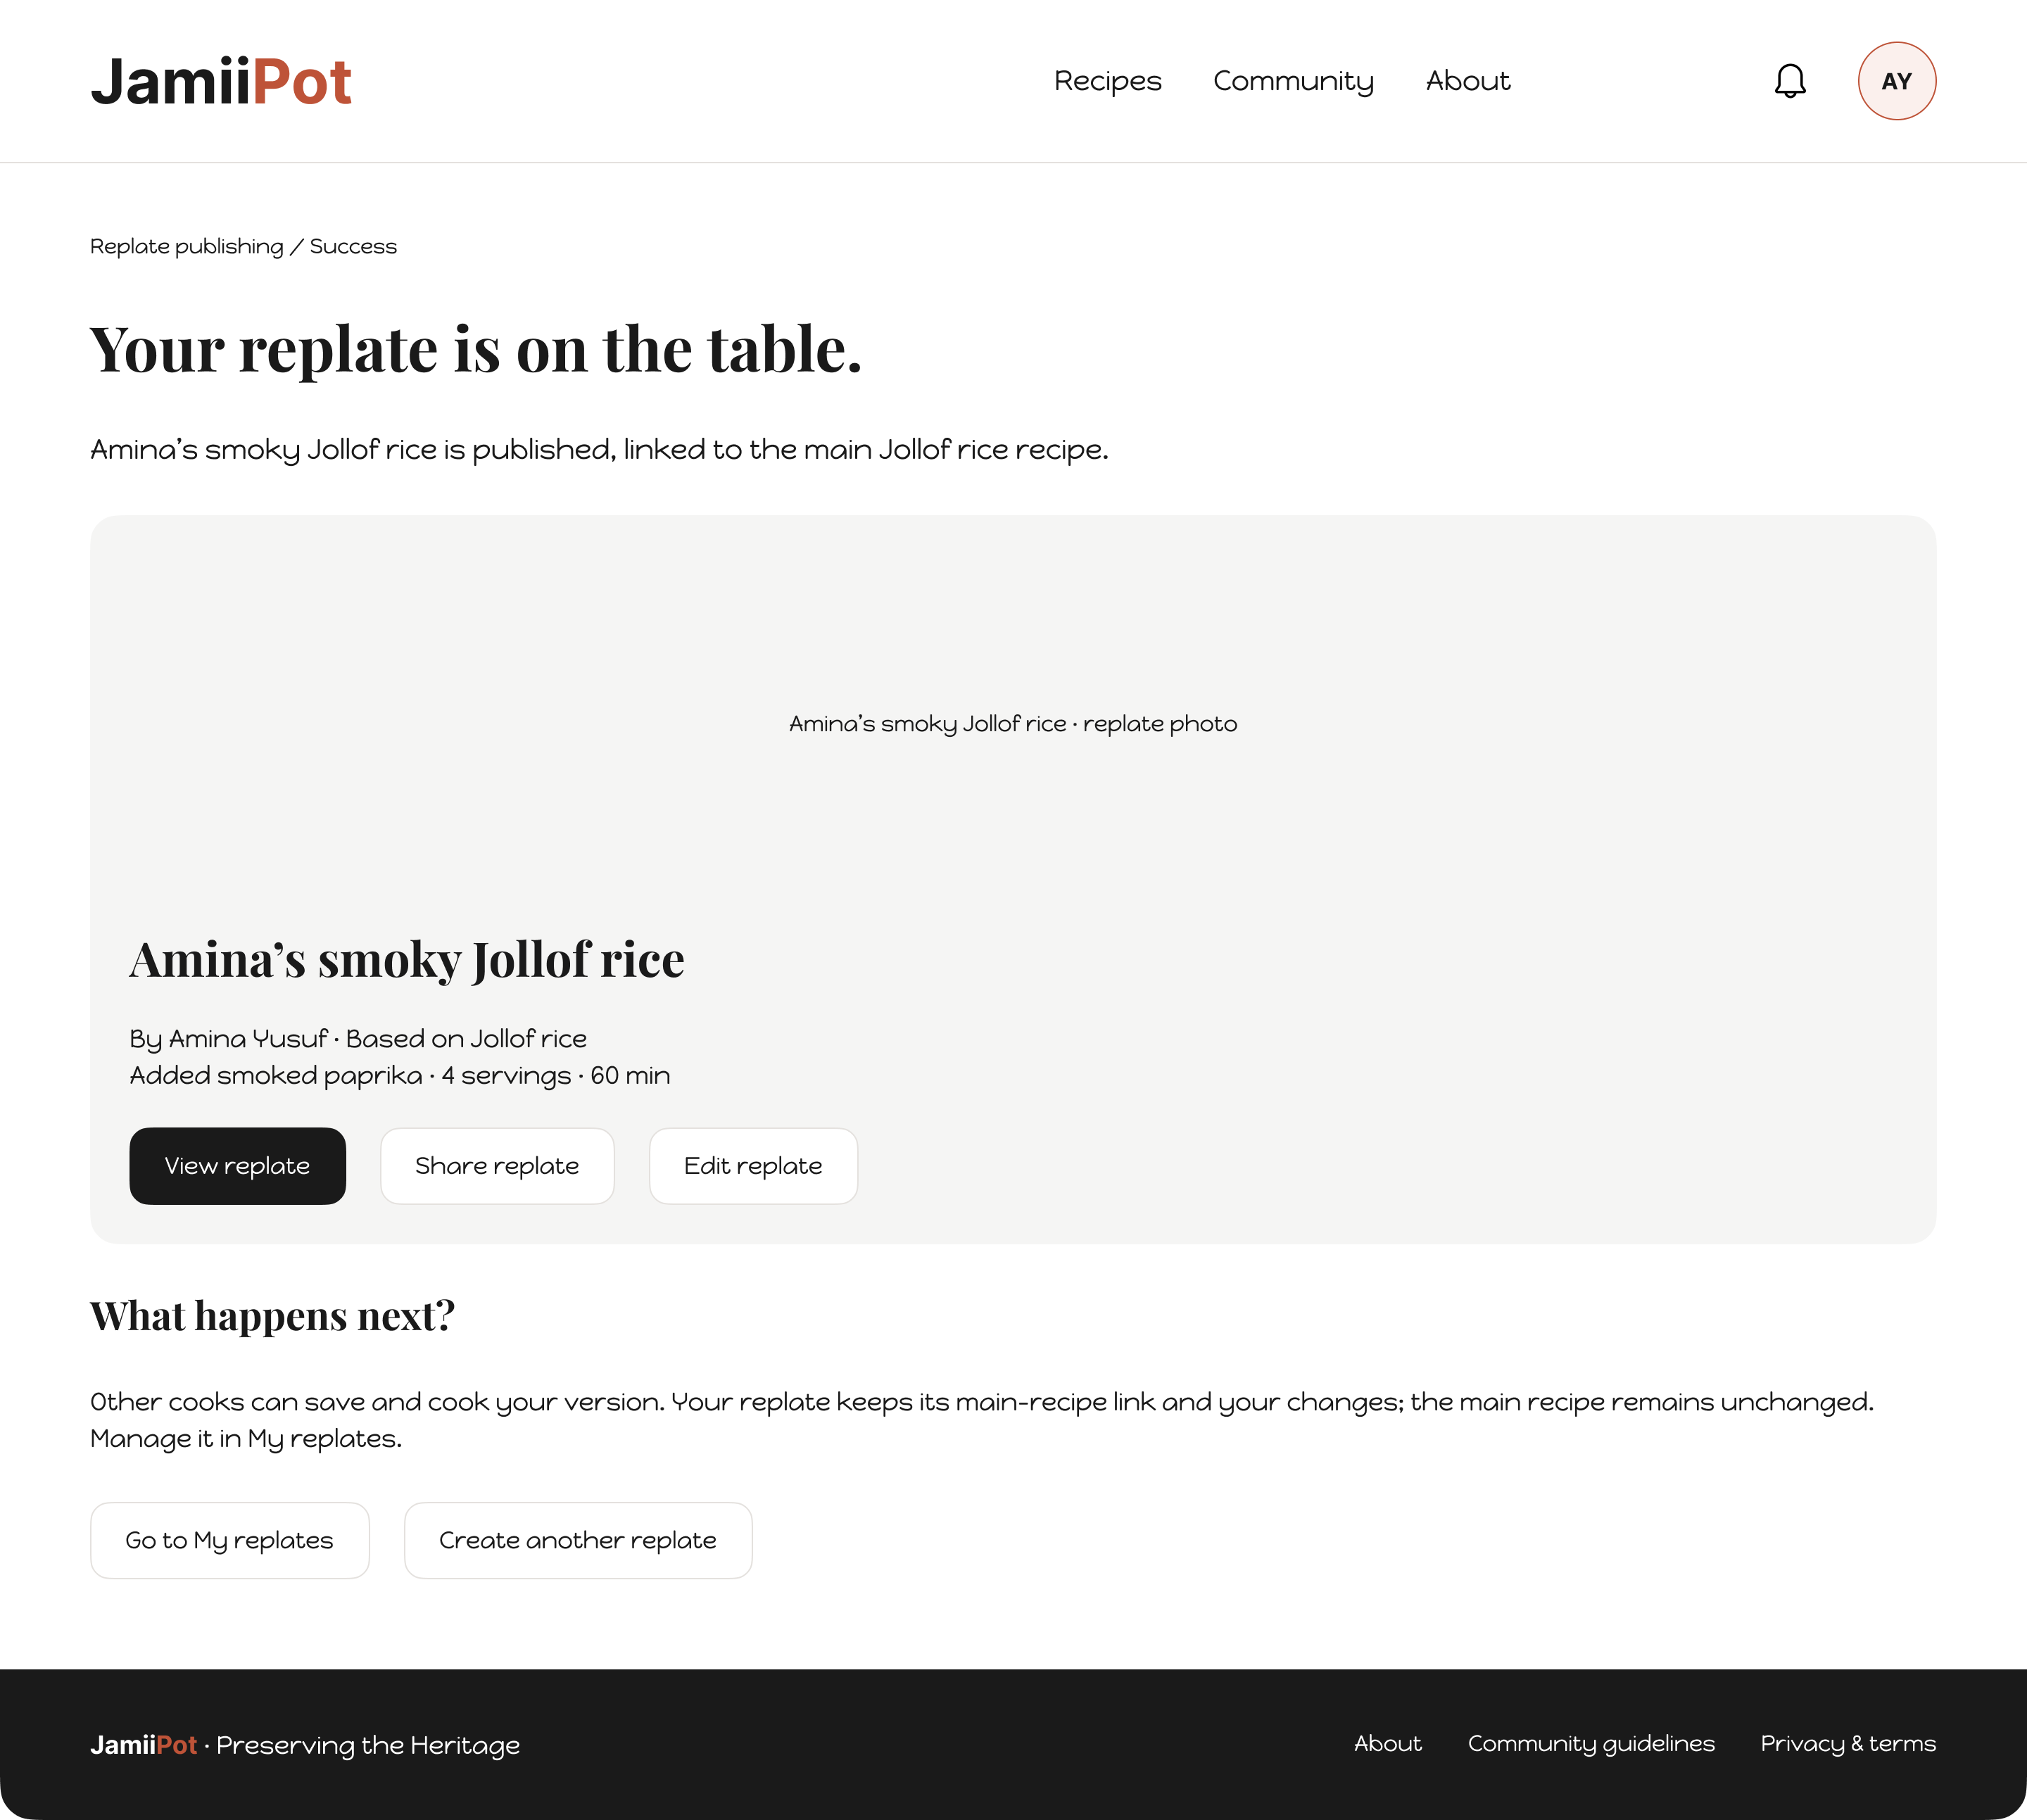 JamiiPot
Recipes Community About
AY
Replate publishing / Success
Your replate is on the table.
Amina’s smoky Jollof rice is published, linked to the main Jollof rice recipe.
Amina’s smoky Jollof rice · replate photo
Amina’s smoky Jollof rice
By Amina Yusuf · Based on Jollof rice
Added smoked paprika · 4 servings · 60 min
View replate Share replate Edit replate
What happens next?
Other cooks can save and cook your version. Your replate keeps its main-recipe link and your changes; the main recipe remains unchanged.
Manage it in My replates.
Go to My replates Create another replate
JamiiPot · Preserving the Heritage
About Community guidelines Privacy & terms